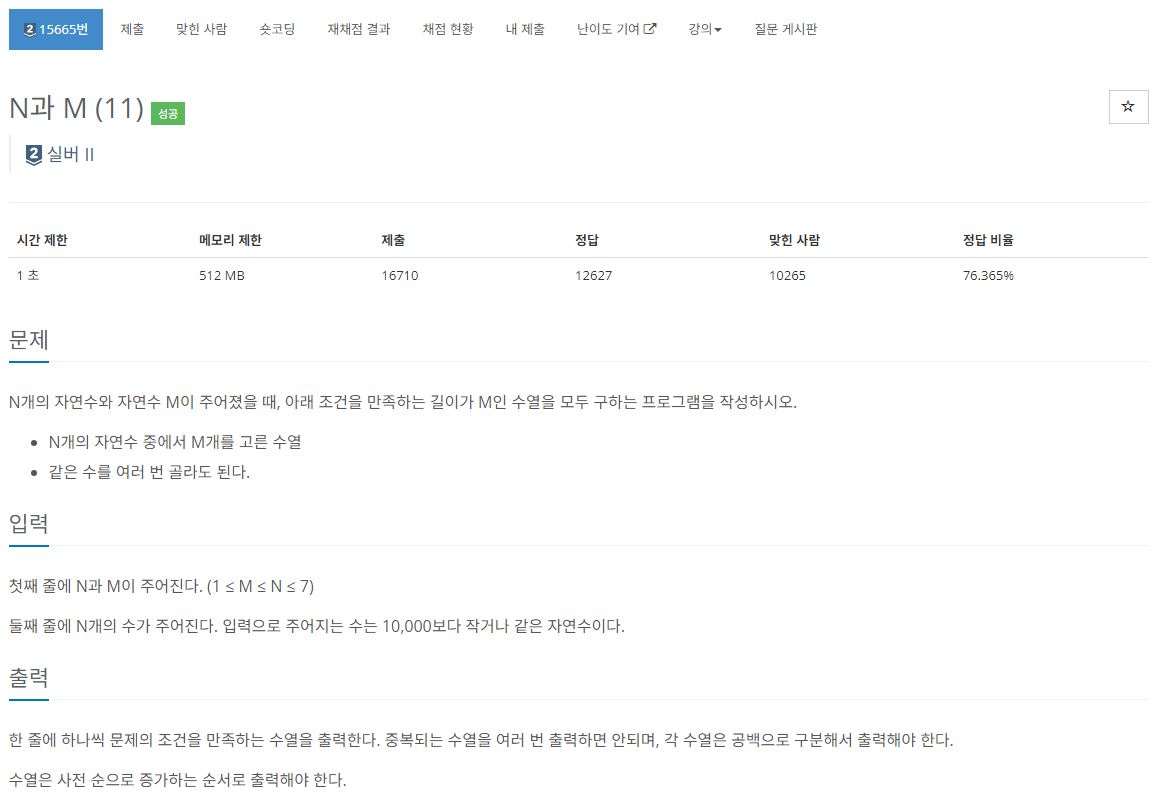 2 15665번 제출 맞힌 사람 숏코딩 재채점 결과 채점 현황 내 제출 난이도 기여 강의 질문 게시판
N과 M (11) 성공
2 실버 II
시간 제한 메모리 제한 제출 정답 맞힌 사람 정답 비율
1 초 512 MB 16710 12627 10265 76.365%
문제
N개의 자연수와 자연수 M이 주어졌을 때, 아래 조건을 만족하는 길이가 M인 수열을 모두 구하는 프로그램을 작성하시오.
• N개의 자연수 중에서 M개를 고른 수열
• 같은 수를 여러 번 골라도 된다.
입력
첫째 줄에 N과 M이 주어진다. (1 ≤ M ≤ N ≤ 7)
둘째 줄에 N개의 수가 주어진다. 입력으로 주어지는 수는 10,000보다 작거나 같은 자연수이다.
출력
한 줄에 하나씩 문제의 조건을 만족하는 수열을 출력한다. 중복되는 수열을 여러 번 출력하면 안되며, 각 수열은 공백으로 구분해서 출력해야 한다.
수열은 사전 순으로 증가하는 순서로 출력해야 한다.